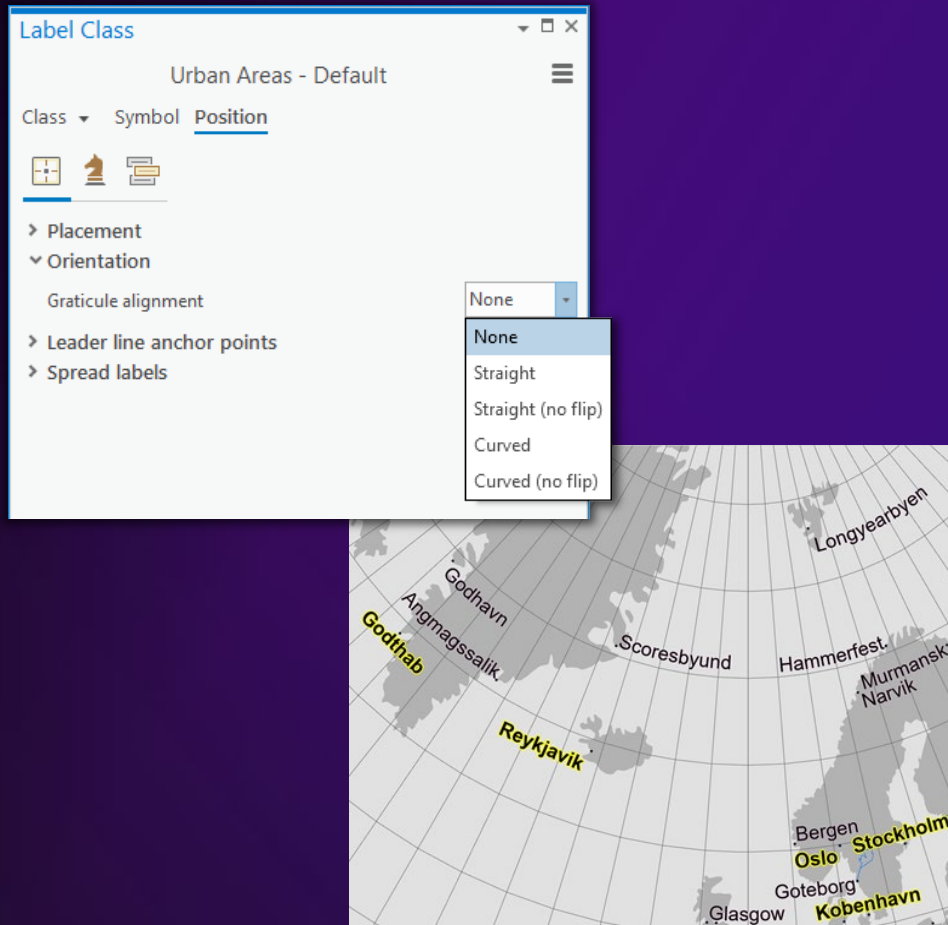 Label Class
Urban Areas - Default
Class Symbol Position
Placement
Orientation
Graticule alignment
None
None
Straight
Straight (no flip)
Curved
Curved (no flip)
Leader line anchor points
Spread labels
Longyearbyen
Godhavn
Angmagssalik
Godthab
Scoresbyund
Hammerfest
Murmansk
Narvik
Reykjavik
Bergen
Stockholm
Oslo
Goteborg
Kobenhavn
Glasgow